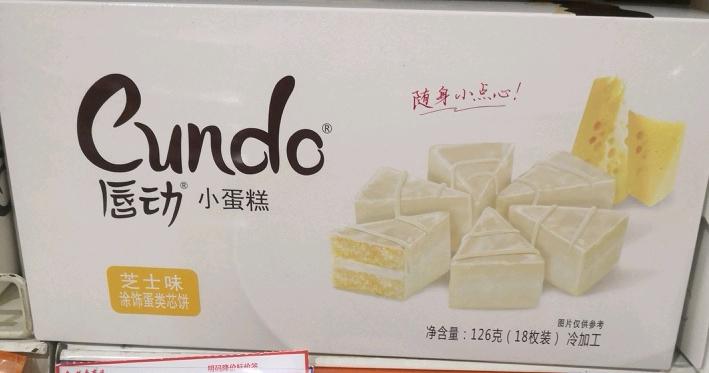 Cundo®
唇动® 小蛋糕
随身小点心！
芝士味
涂饰蛋类芯饼
图片仅供参考
净含量：126克（18枚装） 冷加工